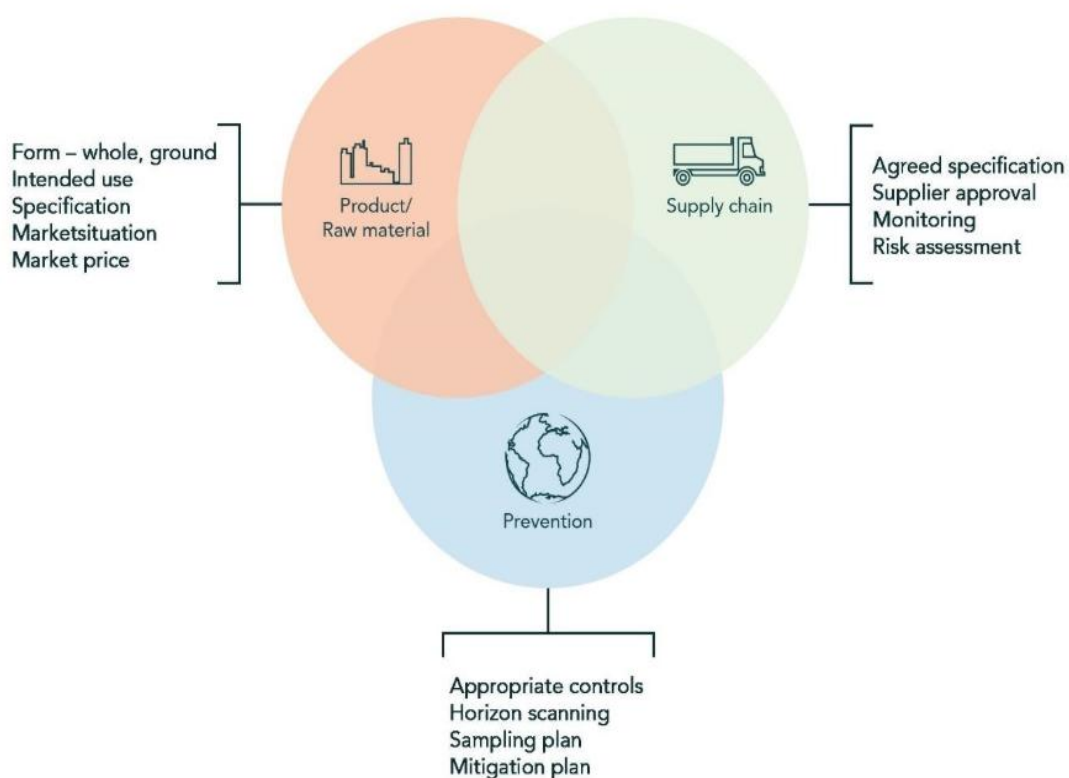 Form – whole, ground
Intended use
Specification
Marketsituation
Market price
Product/
Raw material
Supply chain
Agreed specification
Supplier approval
Monitoring
Risk assessment
Prevention
Appropriate controls
Horizon scanning
Sampling plan
Mitigation plan